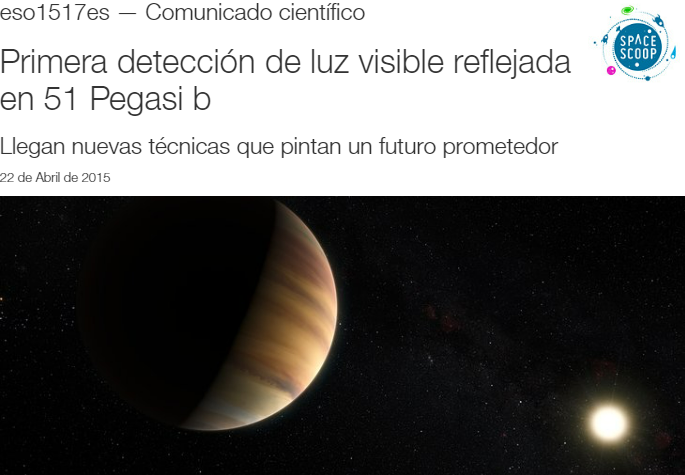 eso1517es — Comunicado científico
SPACE
SCOOP
Primera detección de luz visible reflejada
en 51 Pegasi b
Llegan nuevas técnicas que pintan un futuro prometedor
22 de Abril de 2015